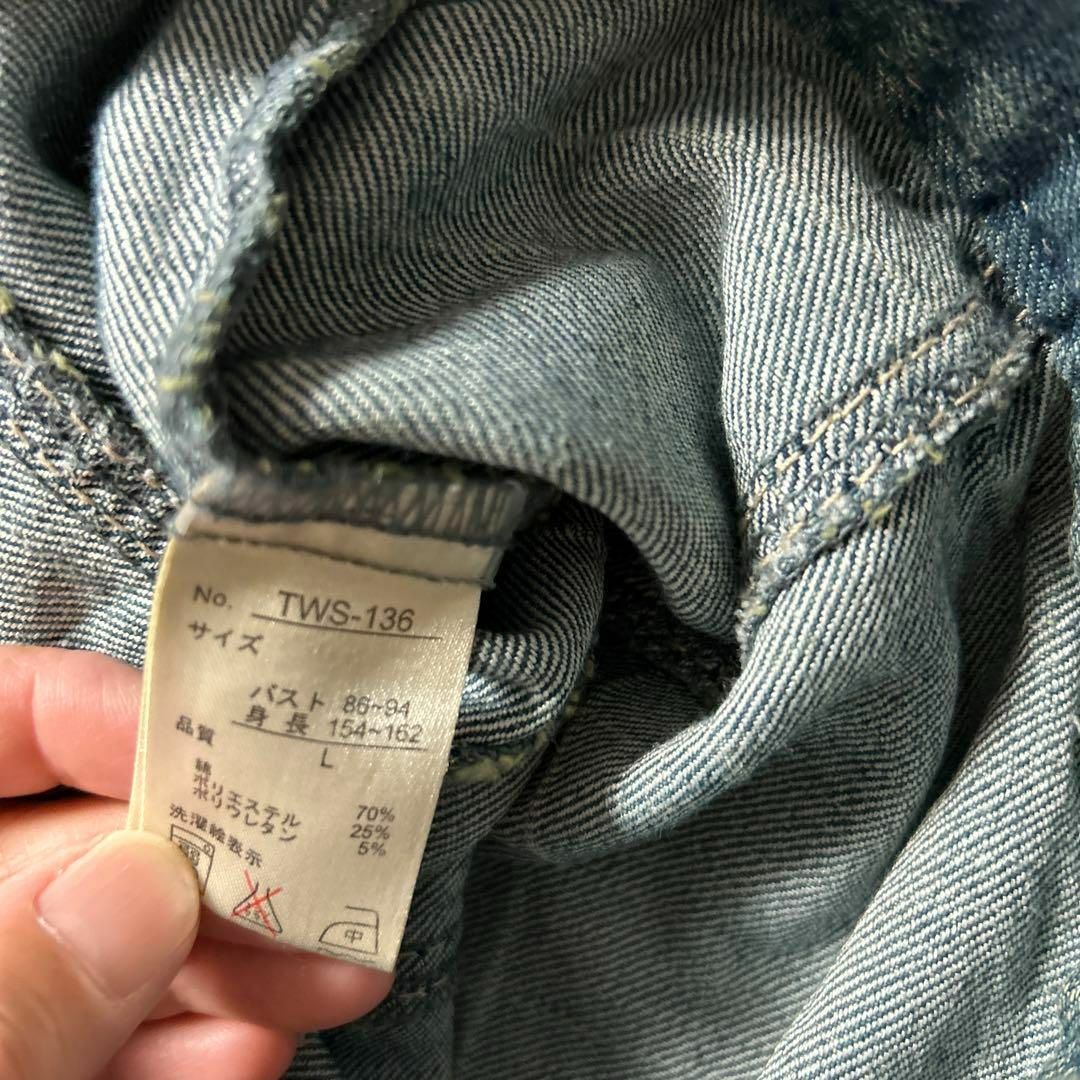 No. TWS-136
サイズ
バスト 86~94
身長 154~162
L
品質
綿 70%
ポリエステル 25%
ポリウレタン 5%
洗濯絵表示
中